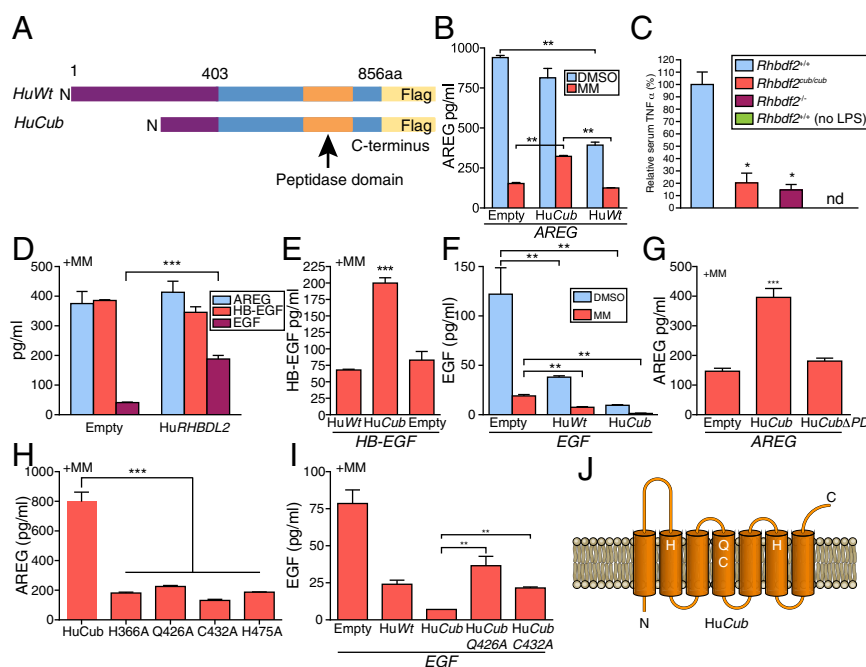 A
1
403
856aa
HuWt N
Flag
HuCub
N
Flag
C-terminus
Peptidase domain
B
**
DMSO
MM
**
**
AREG pg/ml
1000
750
500
250
0
Empty
HuCub
HuWt
AREG
C
Relative serum TNF α (%)
130
120
110
100
90
80
70
60
50
40
30
20
10
0
Rhbdf2+/+
Rhbdf2cub/cub
Rhbdf2-/-
Rhbdf2+/+ (no LPS)
*
*
nd
D
+MM
***
pg/ml
500
400
300
200
100
0
AREG
HB-EGF
EGF
Empty
HuRHBDL2
E
+MM
***
HB-EGF pg/ml
200
175
150
125
100
75
50
25
0
HuWt
HuCub
Empty
HB-EGF
F
**
**
DMSO
MM
**
**
EGF (pg/ml)
150
100
50
0
Empty
HuWt
HuCub
EGF
G
+MM
***
AREG pg/ml
500
400
300
200
100
0
Empty
HuCub
HuCubΔPD
AREG
H
+MM
***
AREG (pg/ml)
1000
800
600
400
200
0
HuCub
H366A
Q426A
C432A
H475A
I
+MM
**
**
EGF (pg/ml)
100
75
50
25
0
Empty
HuWt
HuCub
HuCub Q426A
HuCub C432A
EGF
J
C
H
Q
C
H
N
HuCub